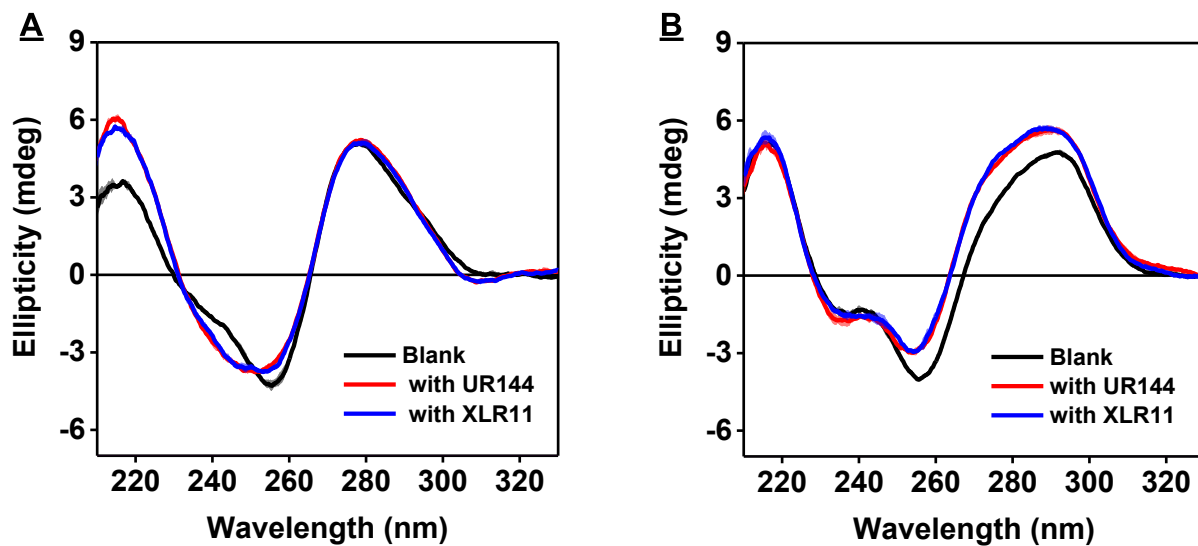 A
9
6
3
0
-3
-6
Ellipticity (mdeg)
Blank
with UR144
with XLR11
220 240 260 280 300 320
Wavelength (nm)
B
9
6
3
0
-3
-6
Ellipticity (mdeg)
Blank
with UR144
with XLR11
220 240 260 280 300 320
Wavelength (nm)